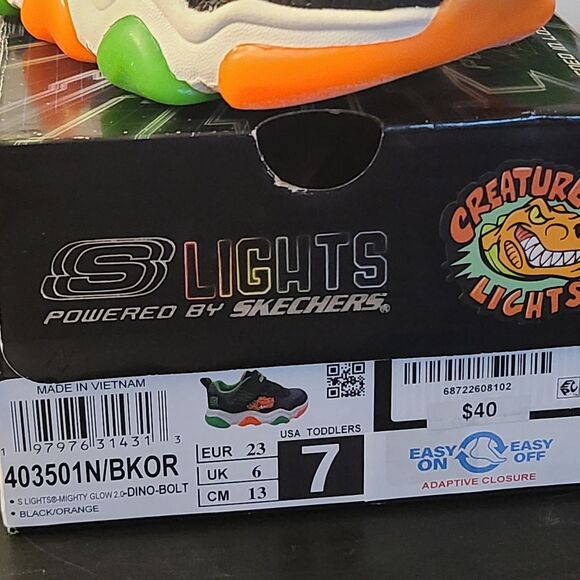 S LIGHTS
POWERED BY SKECHERS®
CREATURE
LIGHTS
MADE IN VIETNAM
1 97976 31431 3
403501N/BKOR
• S LIGHTS®-MIGHTY GLOW 2.0-DINO-BOLT
• BLACK/ORANGE
EUR 23
UK 6
CM 13
USA TODDLERS
7
68722608102
$40
EASY ON EASY OFF
ADAPTIVE CLOSURE